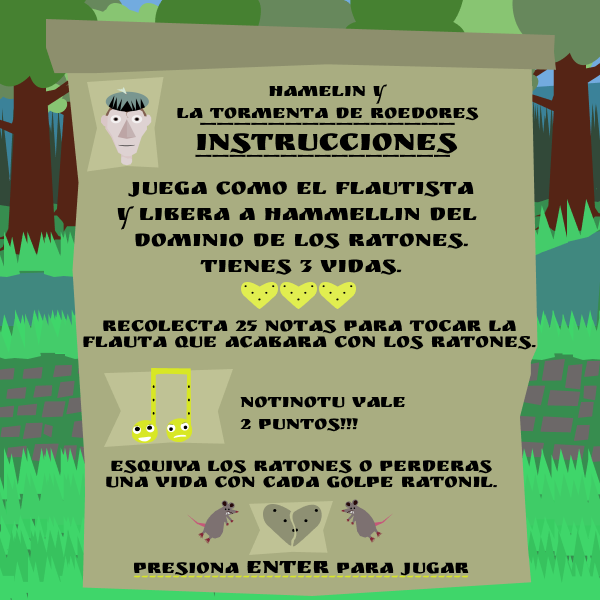 HAMELIN Y
LA TORMENTA DE ROEDORES
INSTRUCCIONES
JUEGA COMO EL FLAUTISTA
Y LIBERA A HAMMELLIN DEL
DOMINIO DE LOS RATONES.
TIENES 3 VIDAS.
RECOLECTA 25 NOTAS PARA TOCAR LA
FLAUTA QUE ACABARA CON LOS RATONES.
NOTINOTU VALE
2 PUNTOS!!!
ESQUIVA LOS RATONES O PERDERAS
UNA VIDA CON CADA GOLPE RATONIL.
PRESIONA ENTER PARA JUGAR